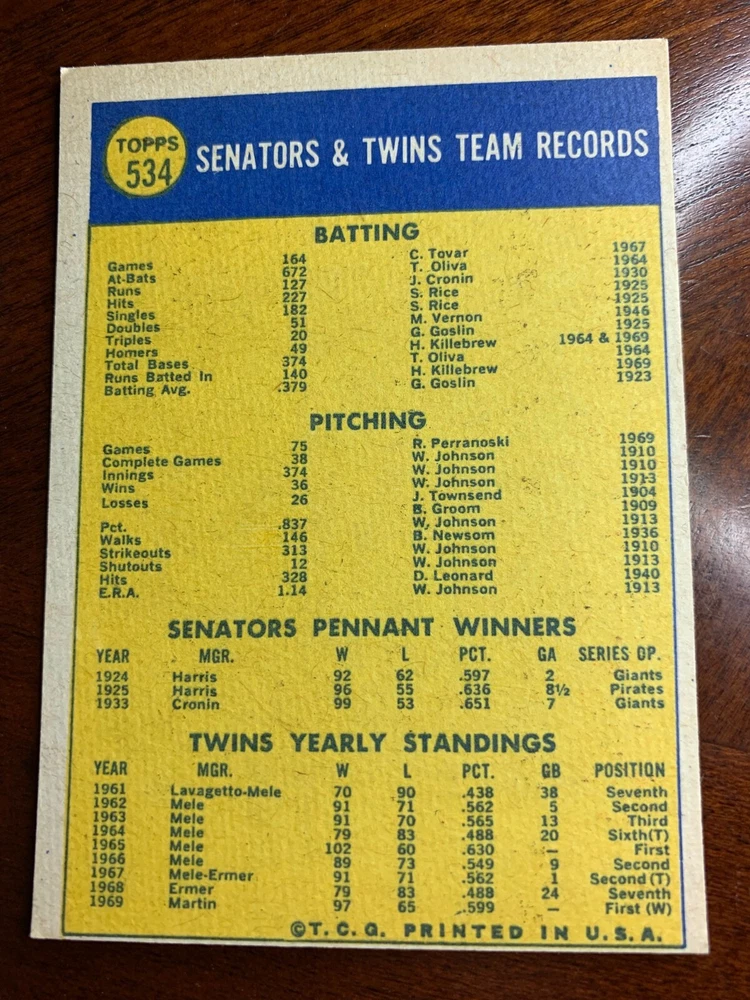 TOPPS
534
SENATORS & TWINS TEAM RECORDS
BATTING
Games 164 C. Tovar 1967
At-Bats 672 T. Oliva 1964
Runs 127 J. Cronin 1930
Hits 227 S. Rice 1925
Singles 182 S. Rice 1925
Doubles 51 M. Vernon 1946
Triples 20 G. Goslin 1925
Homers 49 H. Killebrew 1964 & 1969
Total Bases 374 T. Oliva 1964
Runs Batted In 140 H. Killebrew 1969
Batting Avg. .379 G. Goslin 1923
PITCHING
Games 75 R. Perranoski 1969
Complete Games 38 W. Johnson 1910
Innings 374 W. Johnson 1910
Wins 36 W. Johnson 1913
Losses 26 J. Townsend 1904
B. Groom 1909
Pct. .837 W. Johnson 1913
Walks 146 B. Newsom 1936
Strikeouts 313 W. Johnson 1910
Shutouts 12 W. Johnson 1913
Hits 328 D. Leonard 1940
E.R.A. 1.14 W. Johnson 1913
SENATORS PENNANT WINNERS
YEAR MGR. W L PCT. GA SERIES OP.
1924 Harris 92 62 .597 2 Giants
1925 Harris 96 55 .636 8½ Pirates
1933 Cronin 99 53 .651 7 Giants
TWINS YEARLY STANDINGS
YEAR MGR. W L PCT. GB POSITION
1961 Lavagetto-Mele 70 90 .438 38 Seventh
1962 Mele 91 71 .562 5 Second
1963 Mele 91 70 .565 13 Third
1964 Mele 79 83 .488 20 Sixth(T)
1965 Mele 102 60 .630 — First
1966 Mele 89 73 .549 9 Second
1967 Mele-Ermer 91 71 .562 1 Second (T)
1968 Ermer 79 83 .488 24 Seventh
1969 Martin 97 65 .599 — First (W)
©T. C. G. PRINTED IN U.S.A.